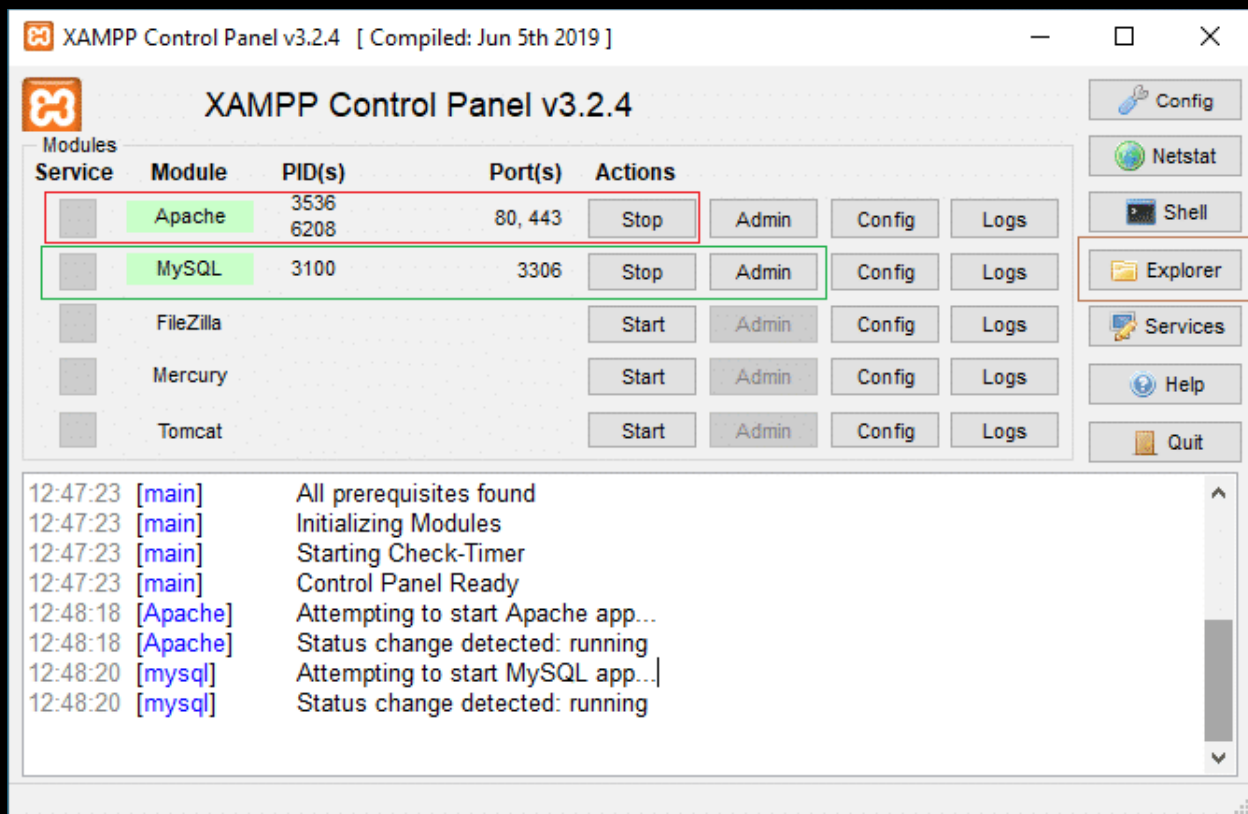 XAMPP Control Panel v3.2.4 [ Compiled: Jun 5th 2019 ]
XAMPP Control Panel v3.2.4
Config
Modules
Netstat
Service Module PID(s) Port(s) Actions
Shell
Apache 3536 6208 80, 443 Stop Admin Config Logs
MySQL 3100 3306 Stop Admin Config Logs
Explorer
FileZilla Start Admin Config Logs
Services
Mercury Start Admin Config Logs
Help
Tomcat Start Admin Config Logs
Quit
12:47:23 [main] All prerequisites found
12:47:23 [main] Initializing Modules
12:47:23 [main] Starting Check-Timer
12:47:23 [main] Control Panel Ready
12:48:18 [Apache] Attempting to start Apache app...
12:48:18 [Apache] Status change detected: running
12:48:20 [mysql] Attempting to start MySQL app...
12:48:20 [mysql] Status change detected: running